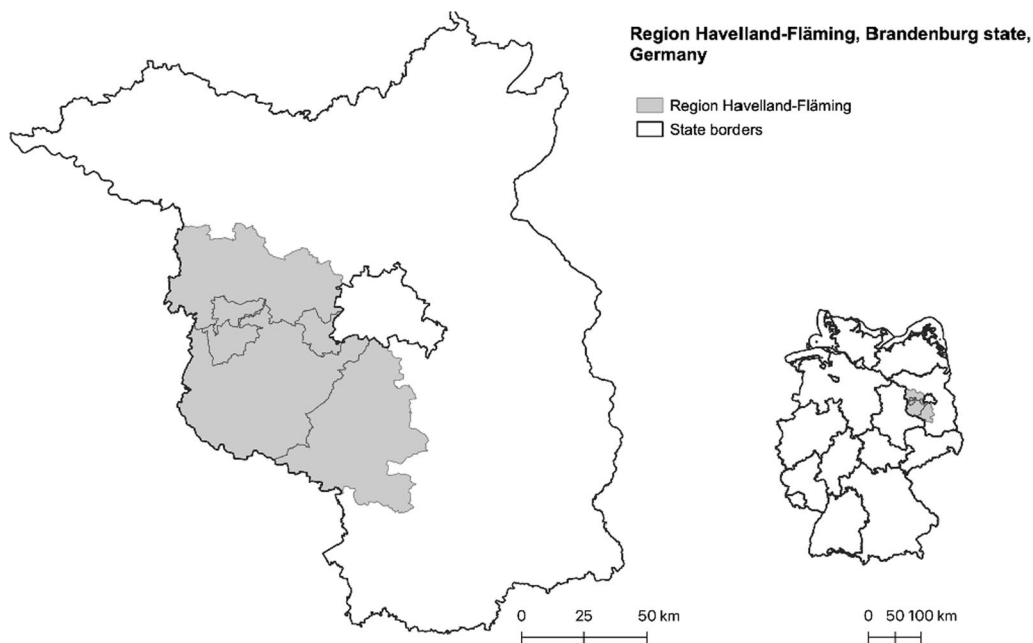 Region Havelland-Fläming, Brandenburg state,
Germany
Region Havelland-Fläming
State borders
0 25 50 km
0 50 100 km